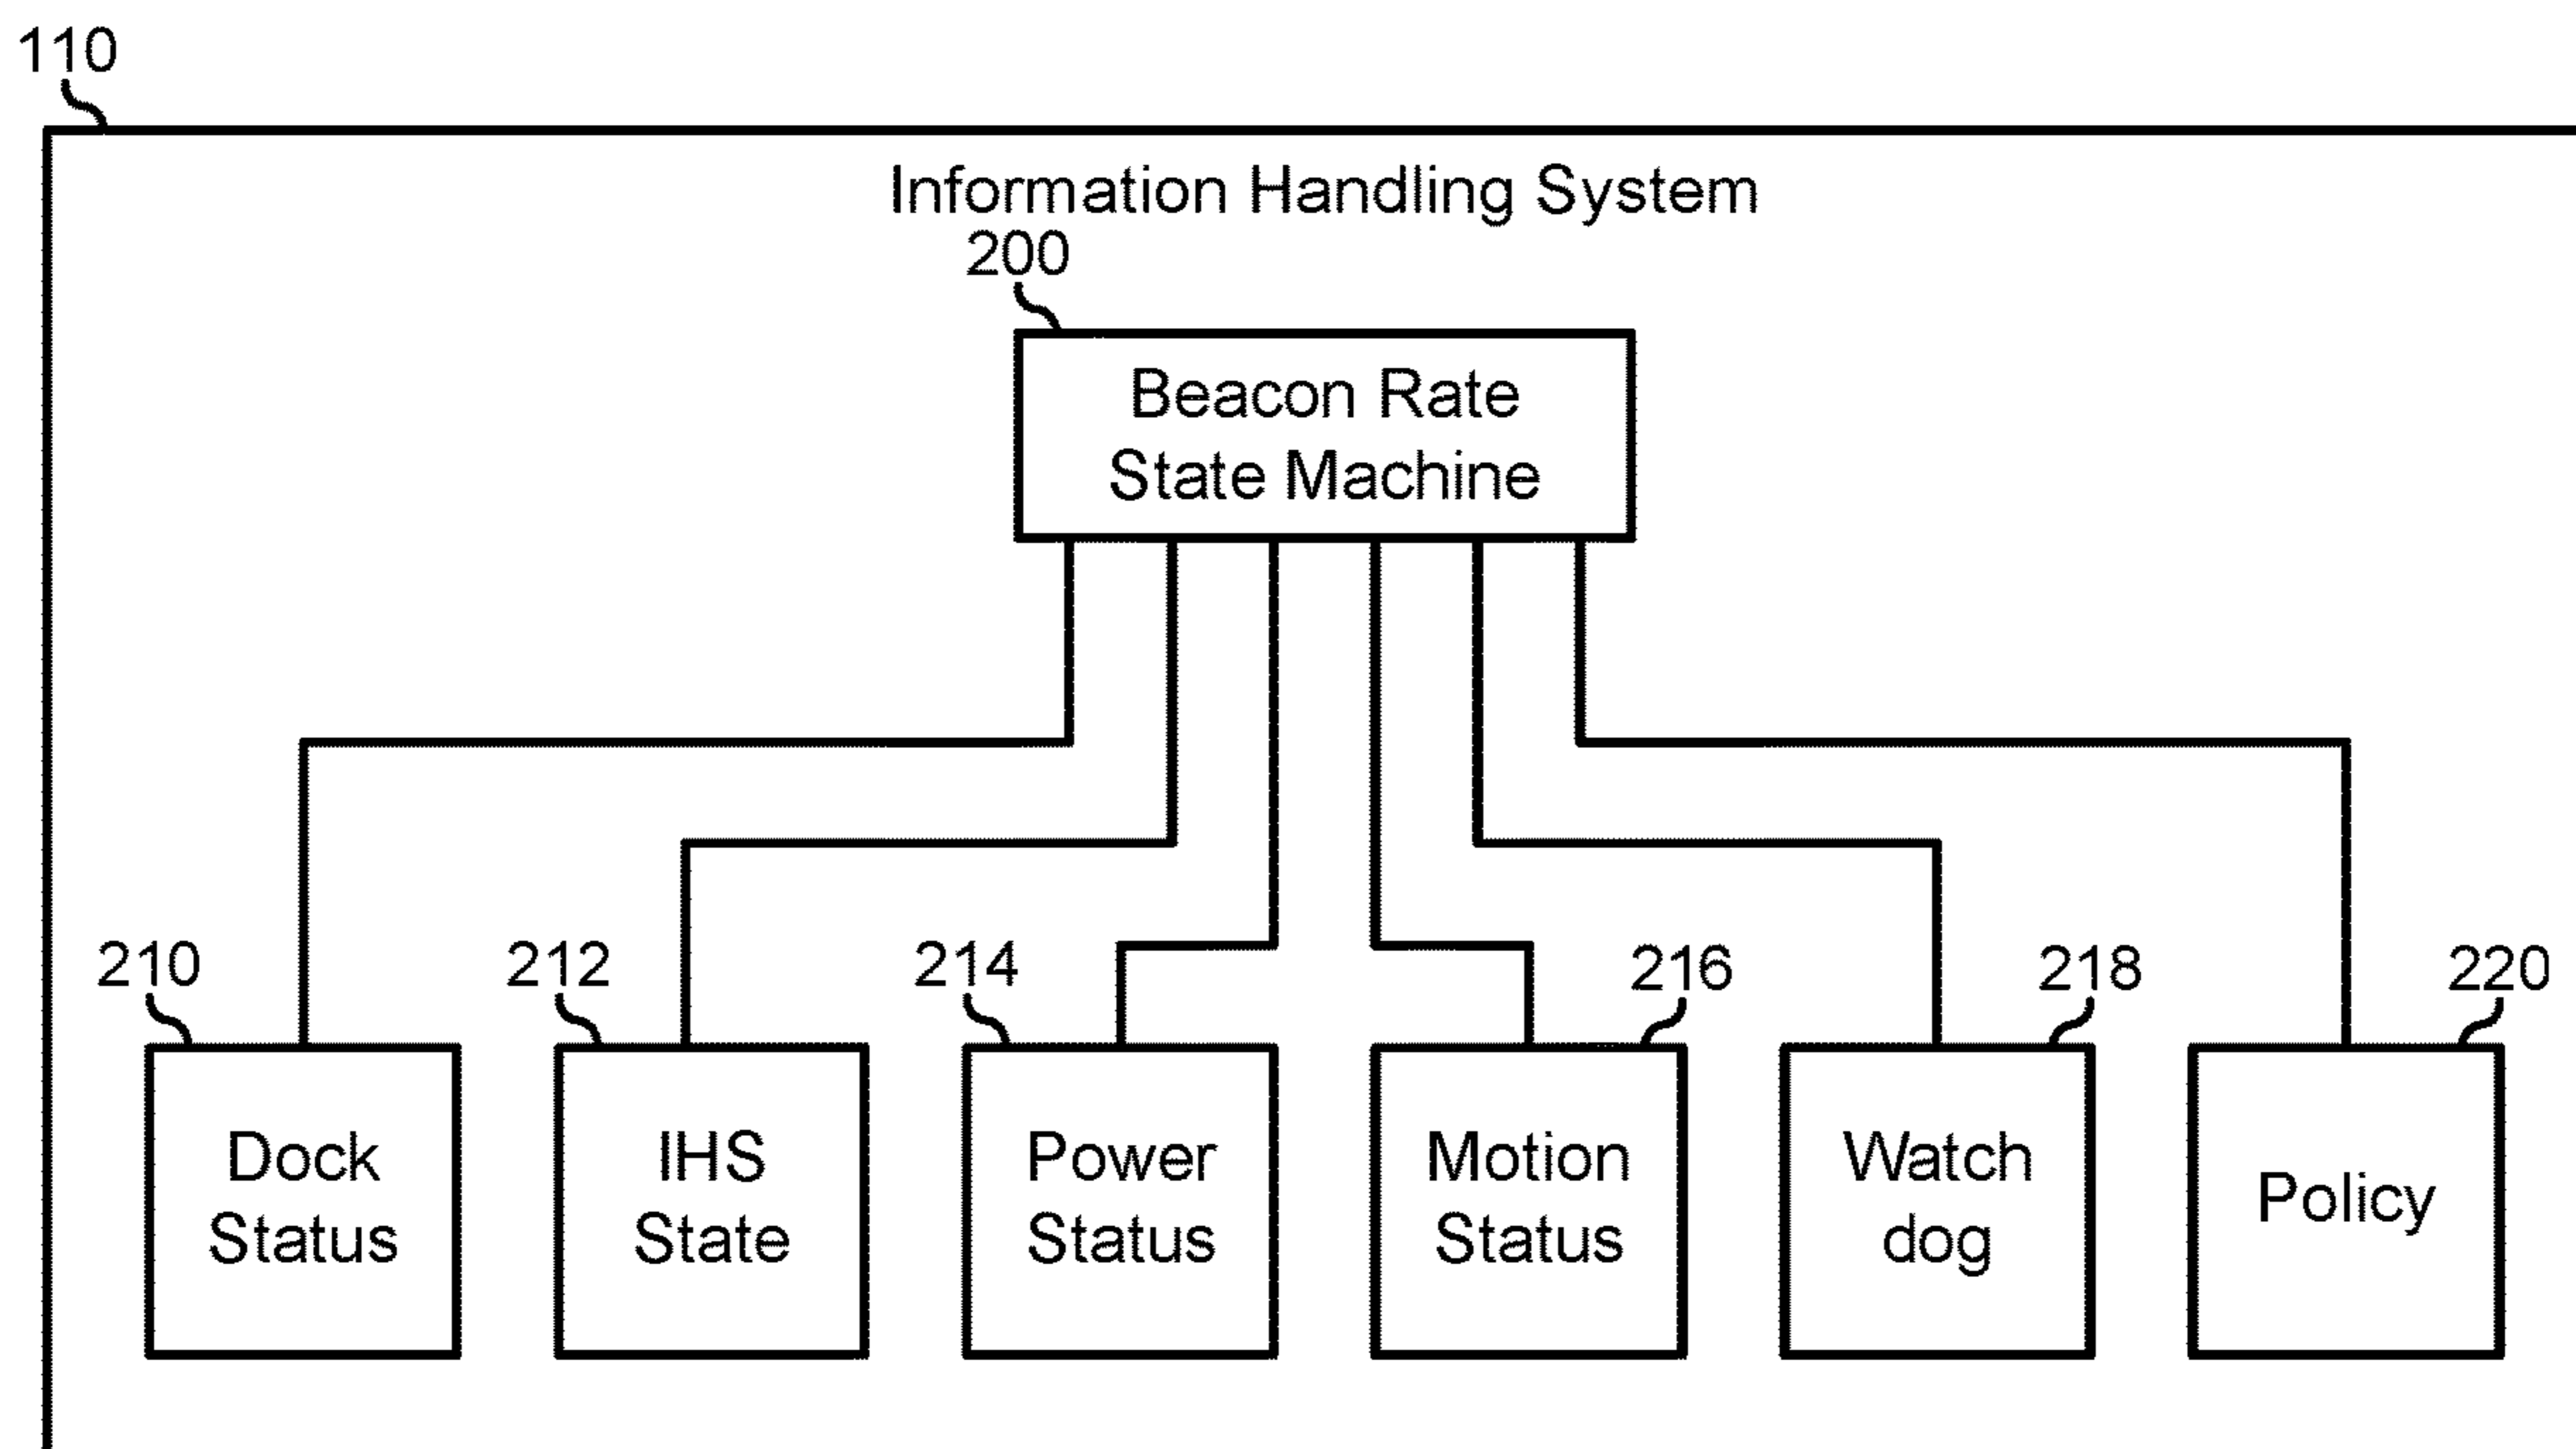 110
Information Handling System
200
Beacon Rate
State Machine
210
212
214
216
218
220
Dock
Status
IHS
State
Power
Status
Motion
Status
Watch
dog
Policy